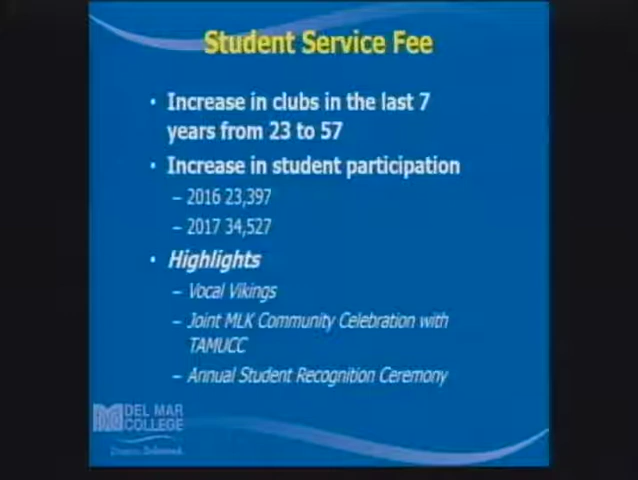 Student Service Fee
• Increase in clubs in the last 7
years from 23 to 57
• Increase in student participation
– 2016 23,397
– 2017 34,527
• Highlights
– Vocal Vikings
– Joint MLK Community Celebration with
TAMUCC
– Annual Student Recognition Ceremony
DEL MAR
COLLEGE